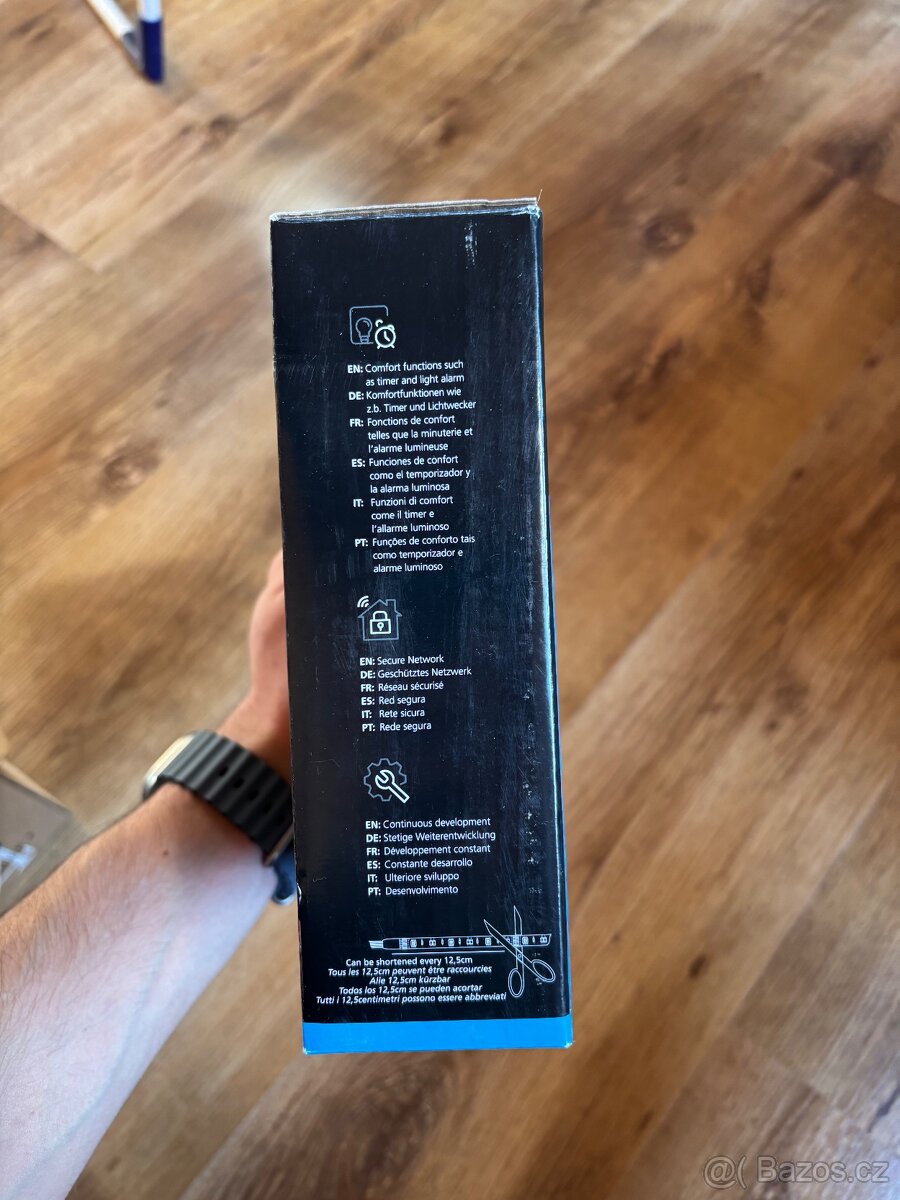 EN: Comfort functions such
as timer and light alarm
DE: Komfortfunktionen wie
z.b. Timer und Lichtwecker
FR: Fonctions de confort
telles que la minuterie et
l'alarme lumineuse
ES: Funciones de confort
como el temporizador y
la alarma luminosa
IT: Funzioni di comfort
come il timer e
l'allarme luminoso
PT: Funções de conforto tais
como temporizador e
alarme luminoso
EN: Secure Network
DE: Geschütztes Netzwerk
FR: Réseau sécurisé
ES: Red segura
IT: Rete sicura
PT: Rede segura
EN: Continuous development
DE: Stetige Weiterentwicklung
FR: Développement constant
ES: Constante desarrollo
IT: Ulteriore sviluppo
PT: Desenvolvimento
Can be shortened every 12,5cm
Tous les 12,5cm peuvent être raccourcies
Alle 12,5cm kürzbar
Todos los 12,5cm se pueden acortar
Tutti i 12,5centimetri possono essere abbreviati
@( Bazos.cz